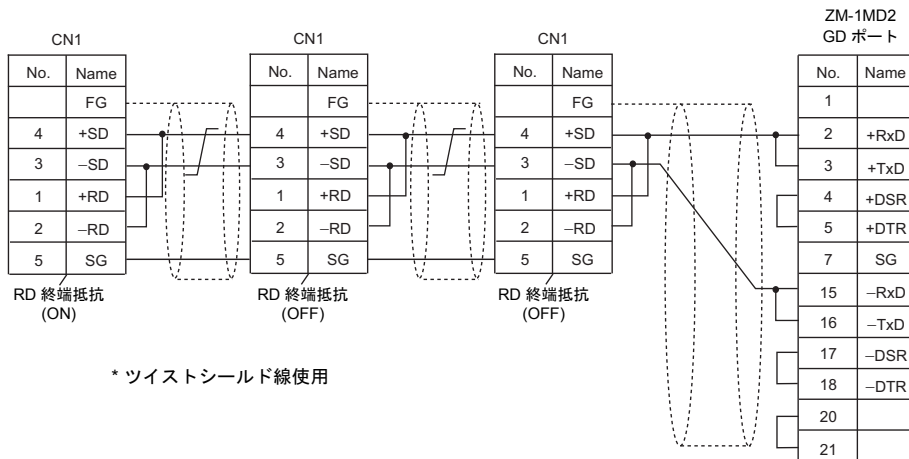 CN1
No. Name
FG
4 +SD
3 −SD
1 +RD
2 −RD
5 SG
RD 終端抵抗
(ON)
CN1
No. Name
FG
4 +SD
3 −SD
1 +RD
2 −RD
5 SG
RD 終端抵抗
(OFF)
CN1
No. Name
FG
4 +SD
3 −SD
1 +RD
2 −RD
5 SG
RD 終端抵抗
(OFF)
ZM-1MD2
GD ポート
No. Name
1
2 +RxD
3 +TxD
4 +DSR
5 +DTR
7 SG
15 −RxD
16 −TxD
17 −DSR
18 −DTR
20
21
* ツイストシールド線使用